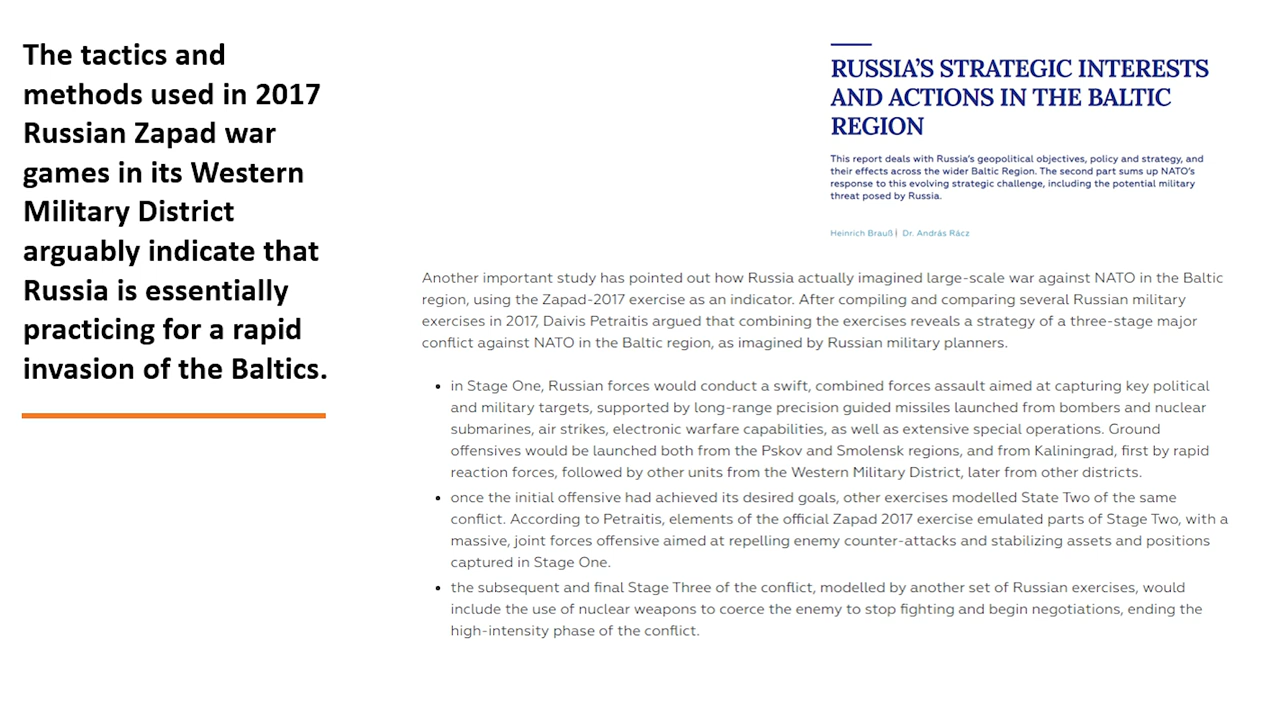 The tactics and
methods used in 2017
Russian Zapad war
games in its Western
Military District
arguably indicate that
Russia is essentially
practicing for a rapid
invasion of the Baltics.
RUSSIA'S STRATEGIC INTERESTS
AND ACTIONS IN THE BALTIC
REGION
This report deals with Russia's geopolitical objectives, policy and strategy, and
their effects across the wider Baltic Region. The second part sums up NATO's
response to this evolving strategic challenge, including the potential military
threat posed by Russia.
Heinrich Brauß | Dr. András Rácz
Another important study has pointed out how Russia actually imagined large-scale war against NATO in the Baltic
region, using the Zapad-2017 exercise as an indicator. After compiling and comparing several Russian military
exercises in 2017, Daivis Petraitis argued that combining the exercises reveals a strategy of a three-stage major
conflict against NATO in the Baltic region, as imagined by Russian military planners.
• in Stage One, Russian forces would conduct a swift, combined forces assault aimed at capturing key political
and military targets, supported by long-range precision guided missiles launched from bombers and nuclear
submarines, air strikes, electronic warfare capabilities, as well as extensive special operations. Ground
offensives would be launched both from the Pskov and Smolensk regions, and from Kaliningrad, first by rapid
reaction forces, followed by other units from the Western Military District, later from other districts.
• once the initial offensive had achieved its desired goals, other exercises modelled State Two of the same
conflict. According to Petraitis, elements of the official Zapad 2017 exercise emulated parts of Stage Two, with a
massive, joint forces offensive aimed at repelling enemy counter-attacks and stabilizing assets and positions
captured in Stage One.
• the subsequent and final Stage Three of the conflict, modelled by another set of Russian exercises, would
include the use of nuclear weapons to coerce the enemy to stop fighting and begin negotiations, ending the
high-intensity phase of the conflict.